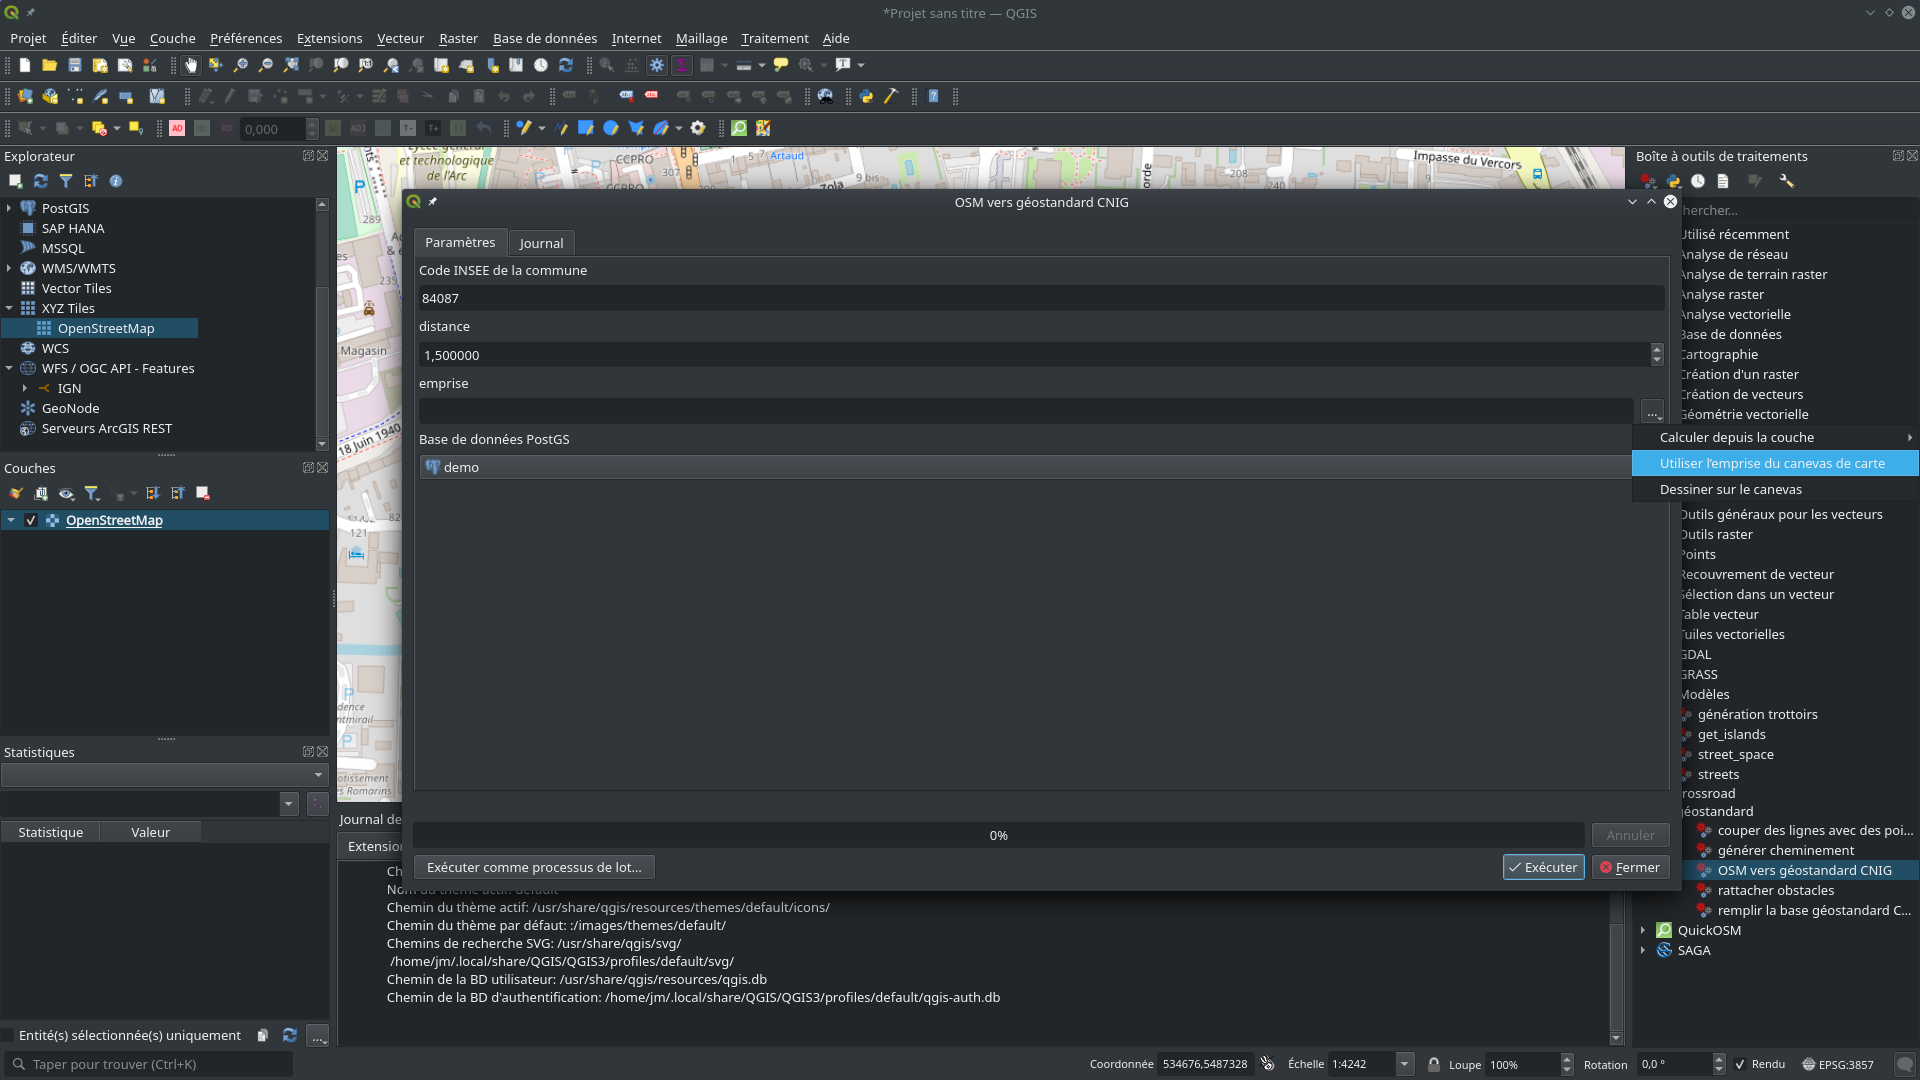 *Projet sans titre — QGIS
Projet Éditer Vue Couche Préférences Extensions Vecteur Raster Base de données Internet Maillage Traitement Aide
0,000
Explorateur
PostGIS
SAP HANA
MSSQL
WMS/WMTS
Vector Tiles
XYZ Tiles
OpenStreetMap
WCS
WFS / OGC API - Features
IGN
GeoNode
Serveurs ArcGIS REST
Couches
OpenStreetMap
Statistiques
Statistique Valeur
Entité(s) sélectionnée(s) uniquement
Taper pour trouver (Ctrl+K)
et technologique
de l'Arc
CCPRO
307
1 5 7 Artaud
Zola
9 bis
208
240
Impasse du Vercors
289
239
Magasin
18 Juin 1940
82
121
OSM vers géostandard CNIG
Paramètres Journal
Code INSEE de la commune
84087
distance
1,500000
emprise
...
Base de données PostGS
demo
0%
Annuler
Exécuter comme processus de lot...
Exécuter
Fermer
Calculer depuis la couche
Utiliser l'emprise du canevas de carte
Dessiner sur le canevas
Journal de
Extension
Ch
Nom du thème actif: default
Chemin du thème actif: /usr/share/qgis/resources/themes/default/icons/
Chemin du thème par défaut: :/images/themes/default/
Chemins de recherche SVG: /usr/share/qgis/svg/
/home/jm/.local/share/QGIS/QGIS3/profiles/default/svg/
Chemin de la BD utilisateur: /usr/share/qgis/resources/qgis.db
Chemin de la BD d'authentification: /home/jm/.local/share/QGIS/QGIS3/profiles/default/qgis-auth.db
Boîte à outils de traitements
hercher...
Utilisé récemment
Analyse de réseau
Analyse de terrain raster
Analyse raster
Analyse vectorielle
Base de données
Cartographie
Création d'un raster
Création de vecteurs
Géométrie vectorielle
Outils généraux pour les vecteurs
Outils raster
Points
Recouvrement de vecteur
Sélection dans un vecteur
Table vecteur
Tuiles vectorielles
GDAL
GRASS
Modèles
génération trottoirs
get_islands
street_space
streets
rossroad
géostandard
couper des lignes avec des poi...
générer cheminement
OSM vers géostandard CNIG
rattacher obstacles
remplir la base géostandard C...
QuickOSM
SAGA
Coordonnée 534676,5487328 Échelle 1:4242 Loupe 100% Rotation 0,0 ° Rendu EPSG:3857